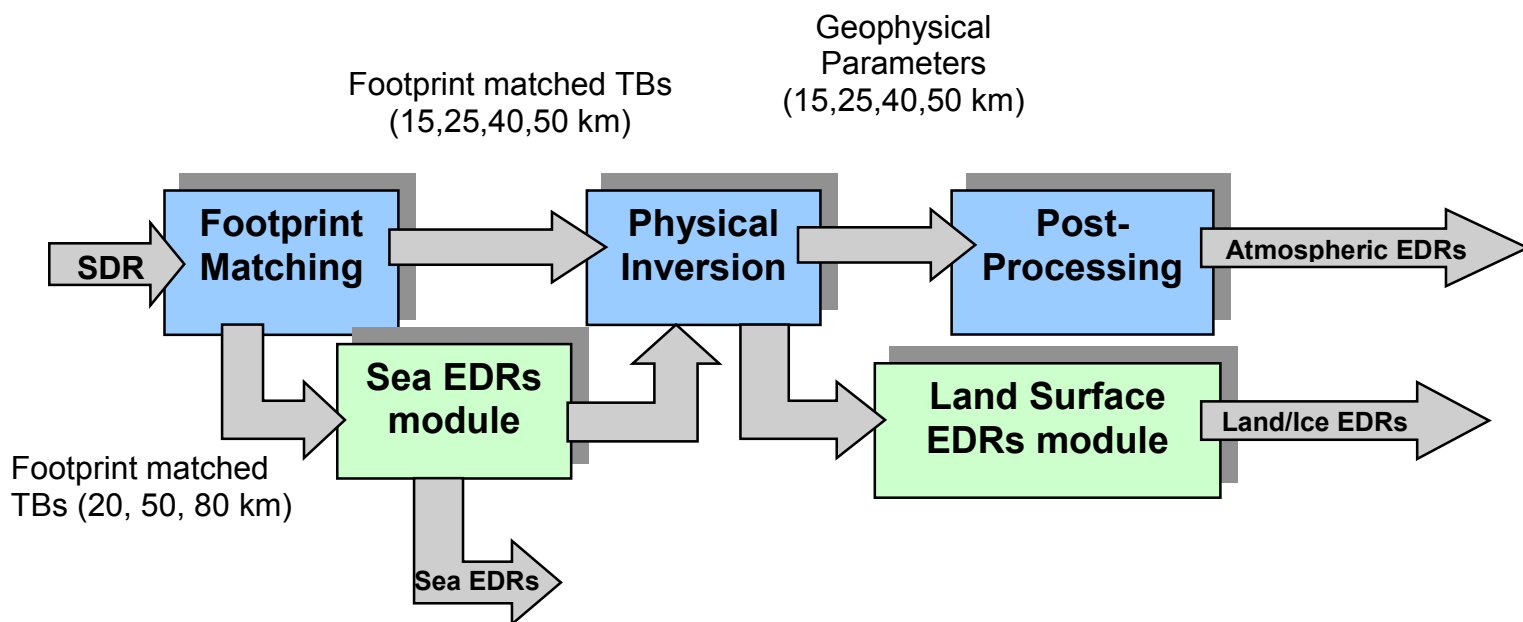 Geophysical
Parameters
(15,25,40,50 km)
Footprint matched TBs
(15,25,40,50 km)
SDR
Footprint
Matching
Physical
Inversion
Post-
Processing
Atmospheric EDRs
Sea EDRs
module
Land Surface
EDRs module
Land/Ice EDRs
Footprint matched
TBs (20, 50, 80 km)
Sea EDRs